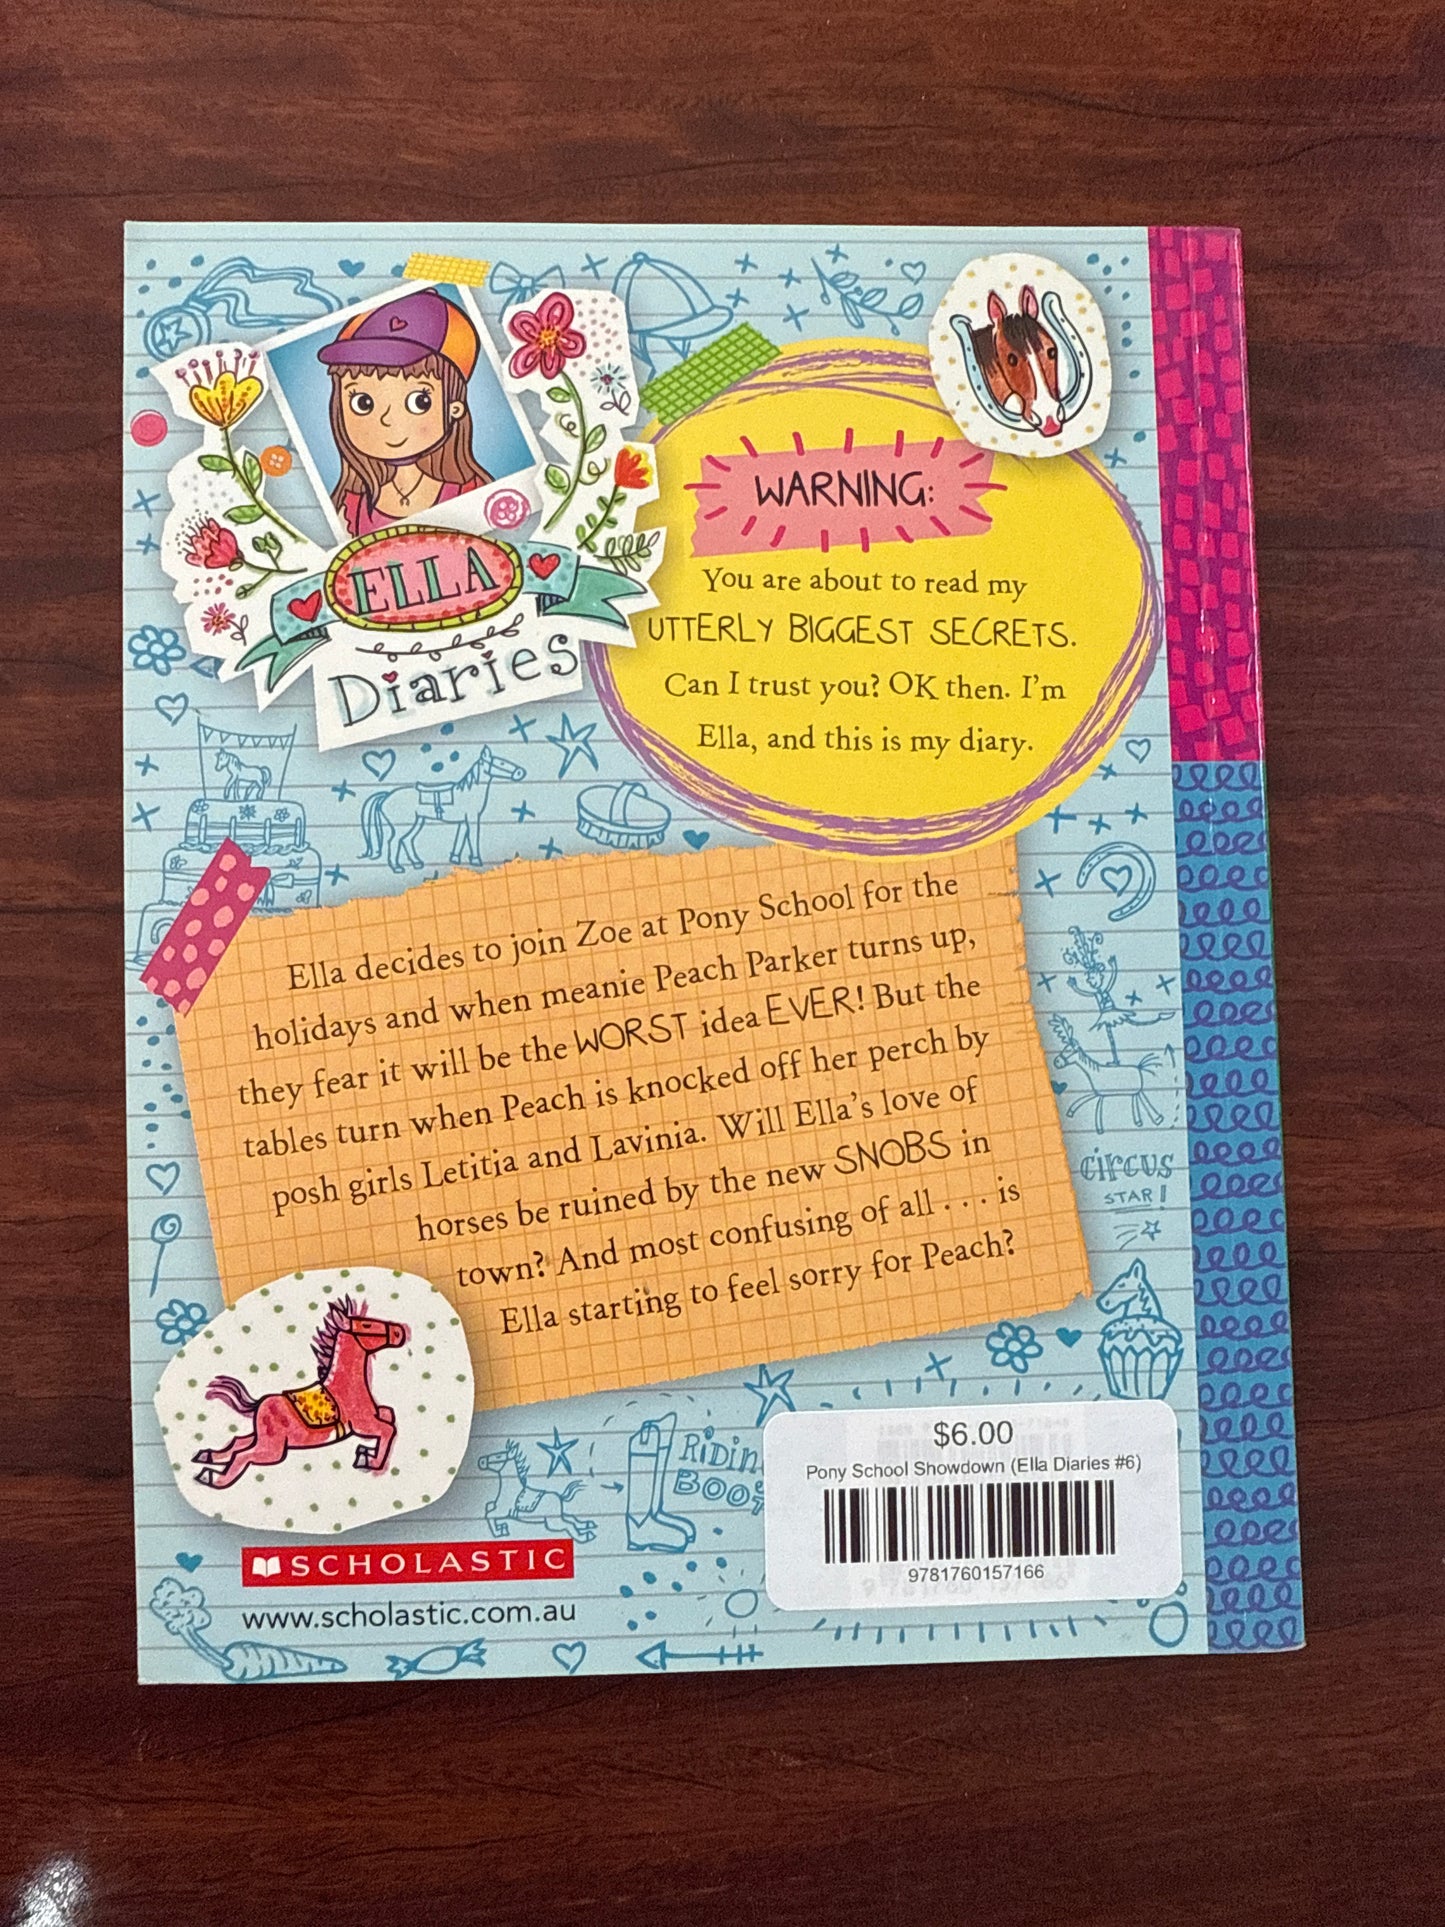 WARNING:
You are about to read my
UTTERLY BIGGEST SECRETS.
Can I trust you? OK then. I'm
Ella, and this is my diary.
ELLA
Diaries
Ella decides to join Zoe at Pony School for the
holidays and when meanie Peach Parker turns up,
they fear it will be the WORST idea EVER! But the
tables turn when Peach is knocked off her perch by
posh girls Letitia and Lavinia. Will Ella's love of
horses be ruined by the new SNOBS in
town? And most confusing of all . . . is
Ella starting to feel sorry for Peach?
CIRCUS
STAR!
RiDin
BOO
$6.00
Pony School Showdown (Ella Diaries #6)
9781760157166
SCHOLASTIC
www.scholastic.com.au